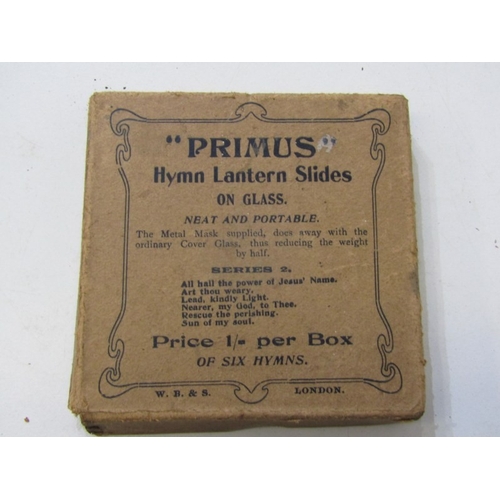 "PRIMUS"
Hymn Lantern Slides
ON GLASS.
NEAT AND PORTABLE.
The Metal Mask supplied, does away with the
ordinary Cover Glass, thus reducing the weight
by half.
SERIES 2.
All hail the power of Jesus' Name.
Art thou weary.
Lead, kindly Light.
Nearer, my God, to Thee.
Rescue the perishing.
Sun of my soul.
Price 1/= per Box
OF SIX HYMNS.
W. B. & S. LONDON.